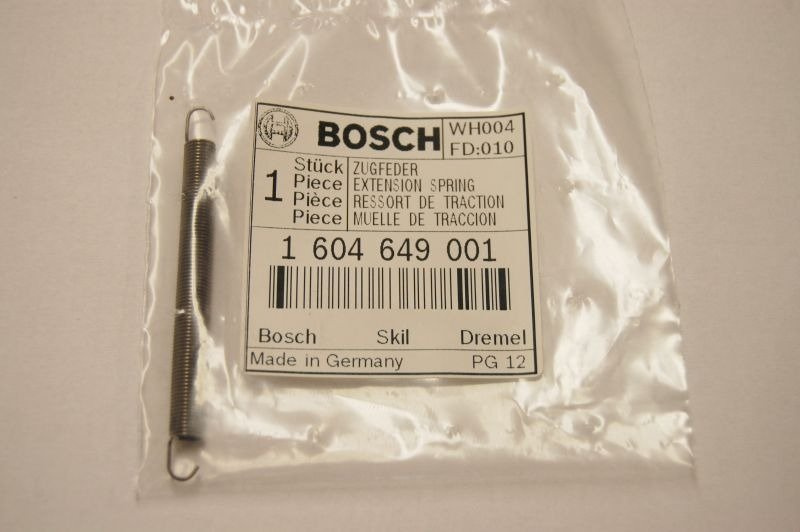 BOSCH
WH004
FD:010
1
Stück
Piece
Pièce
Piece
ZUGFEDER
EXTENSION SPRING
RESSORT DE TRACTION
MUELLE DE TRACCION
1 604 649 001
Bosch Skil Dremel
Made in Germany PG 12